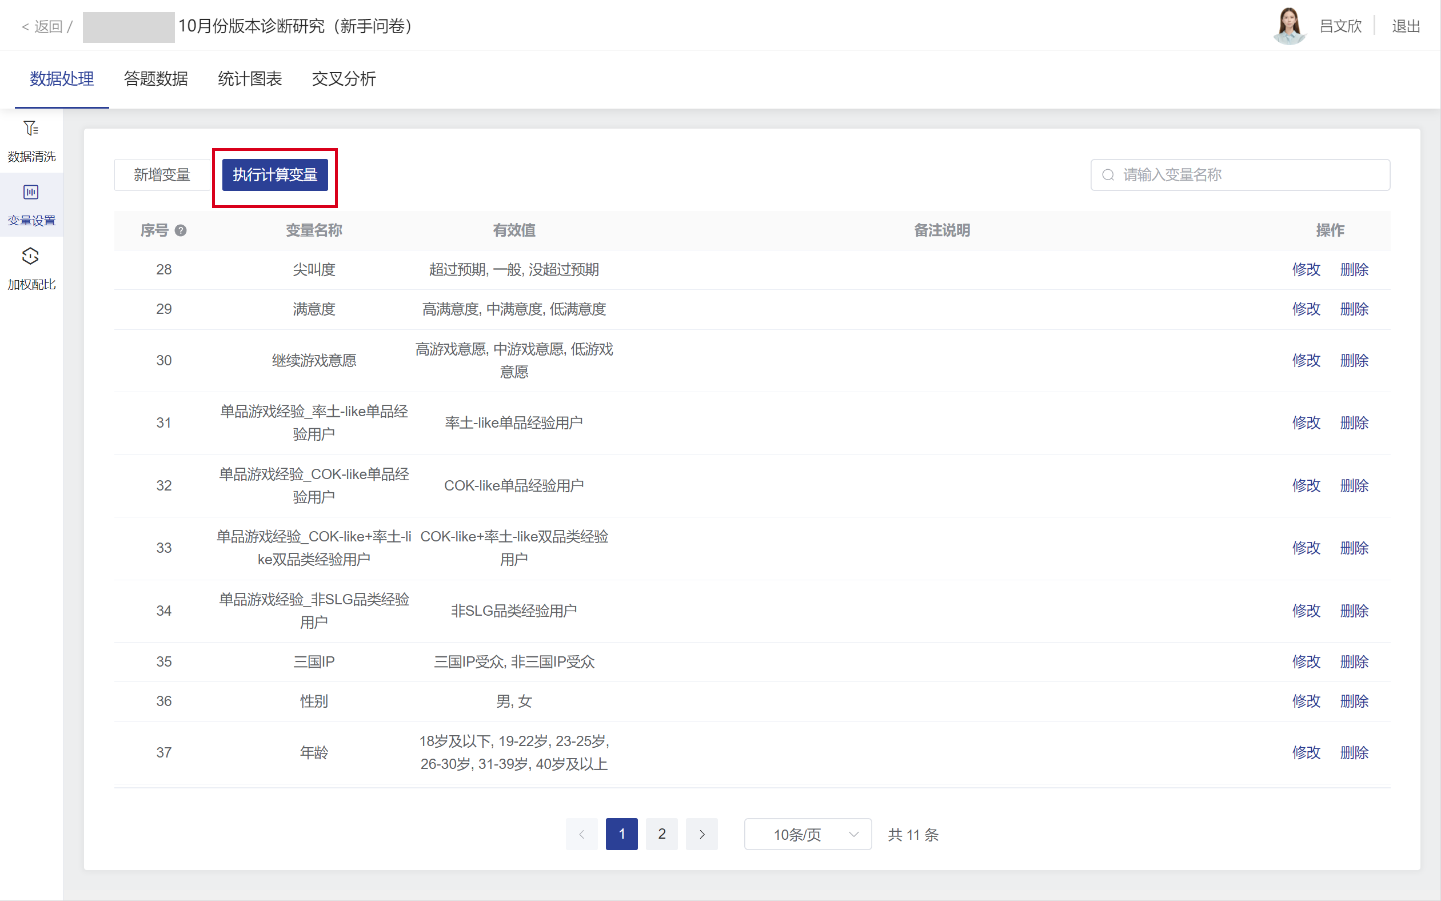 < 返回 / 10月份版本诊断研究（新手问卷）
吕文欣 退出
数据处理 答题数据 统计图表 交叉分析
数据清洗
变量设置
加权配比
新增变量 执行计算变量
请输入变量名称
序号 ? 变量名称 有效值 备注说明 操作
28 尖叫度 超过预期, 一般, 没超过预期 修改 删除
29 满意度 高满意度, 中满意度, 低满意度 修改 删除
30 继续游戏意愿 高游戏意愿, 中游戏意愿, 低游戏
意愿 修改 删除
31 单品游戏经验_率土-like单品经
验用户 率土-like单品经验用户 修改 删除
32 单品游戏经验_COK-like单品经
验用户 COK-like单品经验用户 修改 删除
33 单品游戏经验_COK-like+率土-li
ke双品类经验用户 COK-like+率土-like双品类经验
用户 修改 删除
34 单品游戏经验_非SLG品类经验
用户 非SLG品类经验用户 修改 删除
35 三国IP 三国IP受众, 非三国IP受众 修改 删除
36 性别 男, 女 修改 删除
37 年龄 18岁及以下, 19-22岁, 23-25岁,
26-30岁, 31-39岁, 40岁及以上 修改 删除
< 1 2 > 10条/页 共 11 条